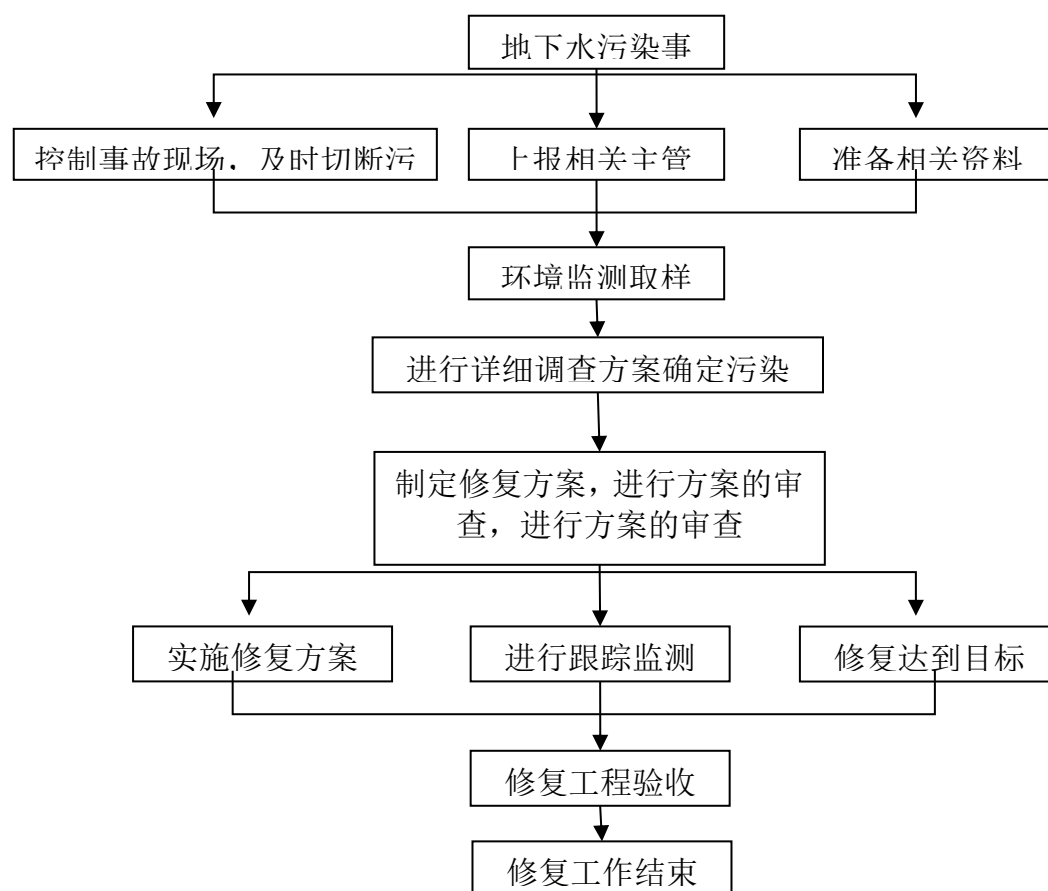 地下水污染事
控制事故现场，及时切断污
上报相关主管
准备相关资料
环境监测取样
进行详细调查方案确定污染
制定修复方案，进行方案的审
查，进行方案的审查
实施修复方案
进行跟踪监测
修复达到目标
修复工程验收
修复工作结束